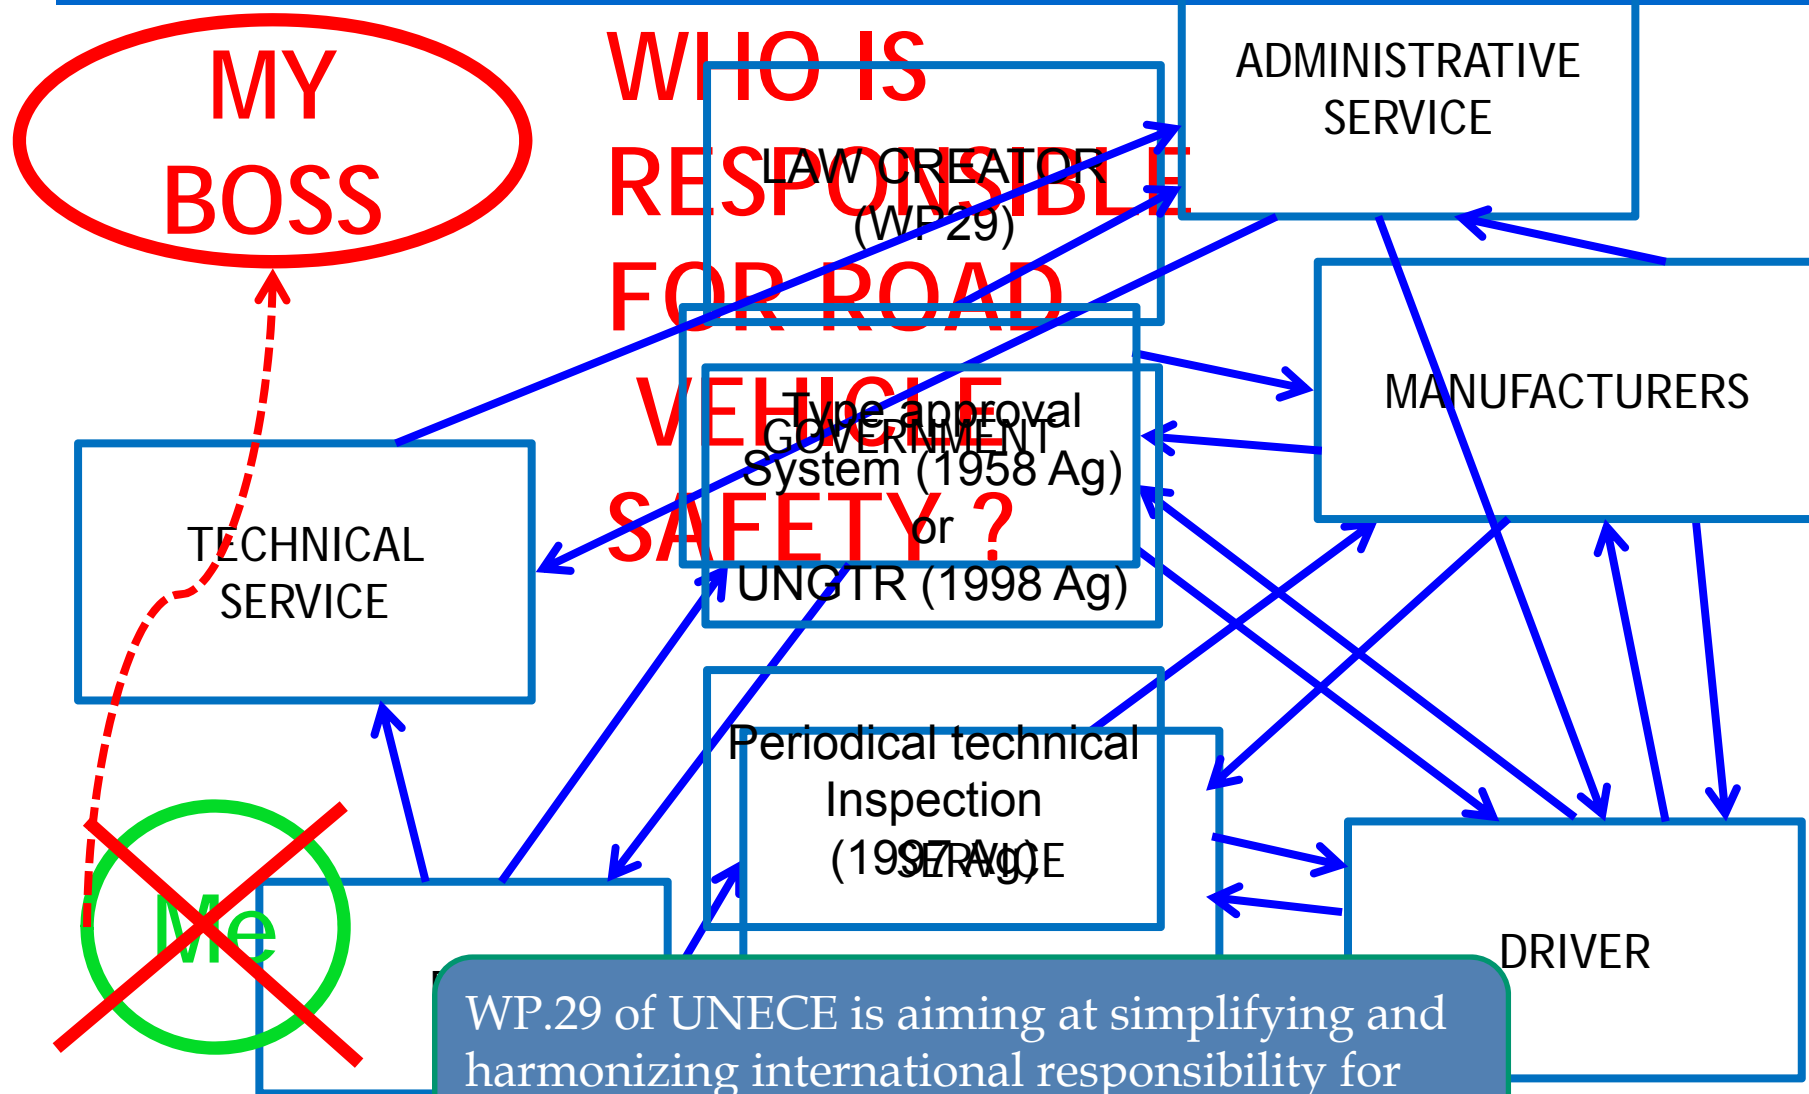 MY
BOSS
WHO IS
RESPONSIBLE
FOR ROAD
VEHICLE
SAFETY ?
LAW CREATOR
(WP29)
ADMINISTRATIVE
SERVICE
MANUFACTURERS
Type approval
System (1958 Ag)
or
UNGTR (1998 Ag)
GOVERNMENT
TECHNICAL
SERVICE
Periodical technical
Inspection
(1997 Ag)
SERVICE
Me
DRIVER
WP.29 of UNECE is aiming at simplifying and
harmonizing international responsibility for